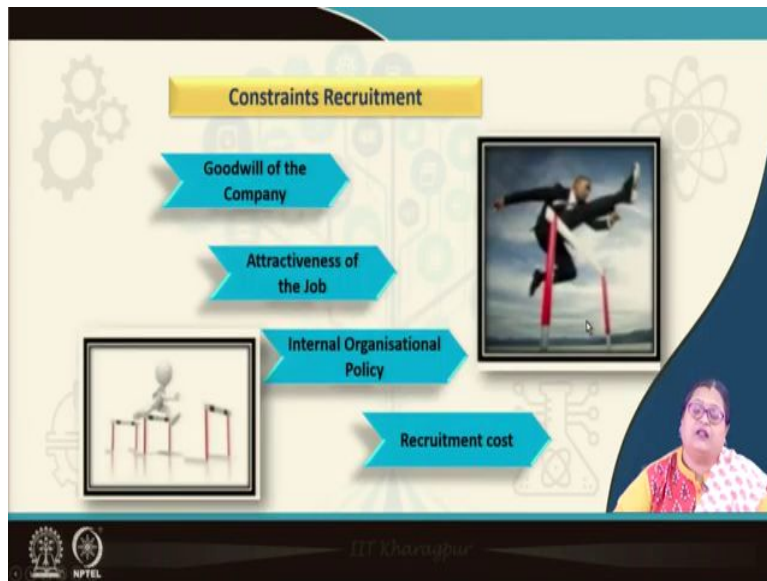 Constraints Recruitment
Goodwill of the
Company
Attractiveness of
the Job
Internal Organisational
Policy
Recruitment cost
IIT Kharagpur
NPTEL